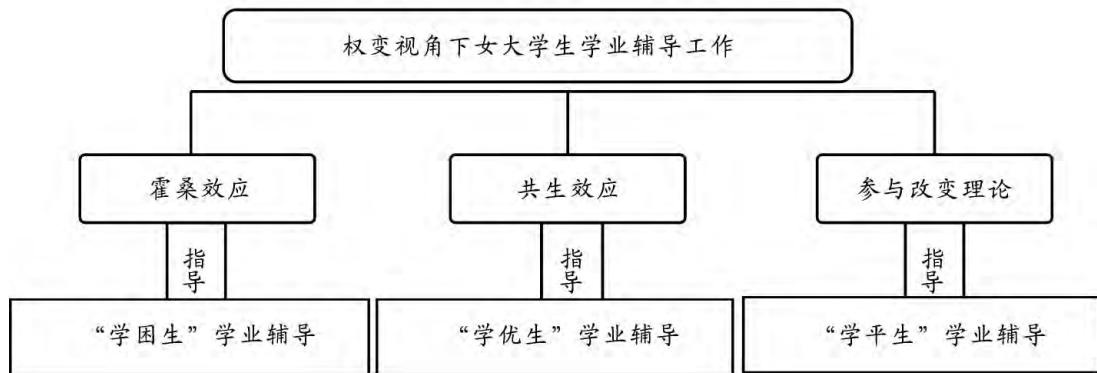 权变视角下女大学生学业辅导工作
霍桑效应
共生效应
参与改变理论
指导
指导
指导
“学困生”学业辅导
“学优生”学业辅导
“学平生”学业辅导